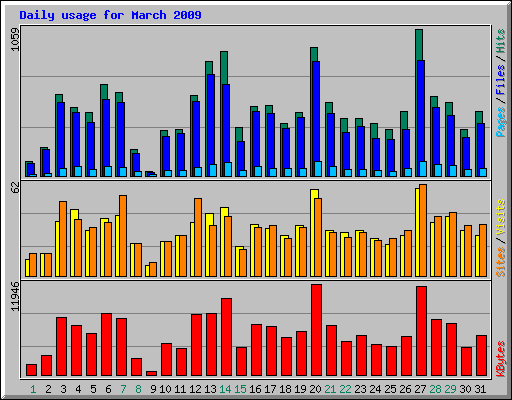 Daily usage for March 2009
1059
Pages / Files / Hits
62
Sites / Visits
11946
KBytes
1 2 3 4 5 6 7 8 9 10 11 12 13 14 15 16 17 18 19 20 21 22 23 24 25 26 27 28 29 30 31